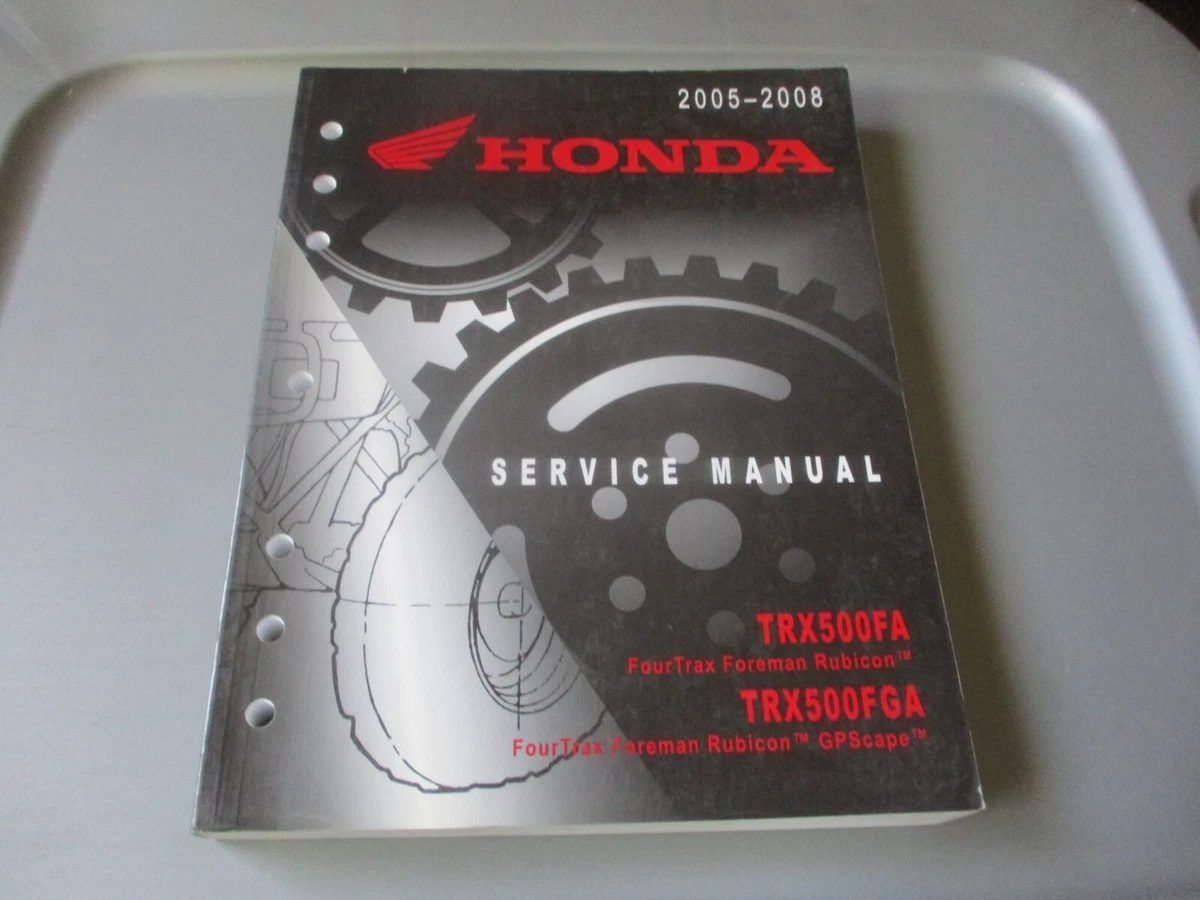 2005–2008
HONDA
SERVICE MANUAL
TRX500FA
FourTrax Foreman Rubicon™
TRX500FGA
FourTrax Foreman Rubicon™ GPScape™